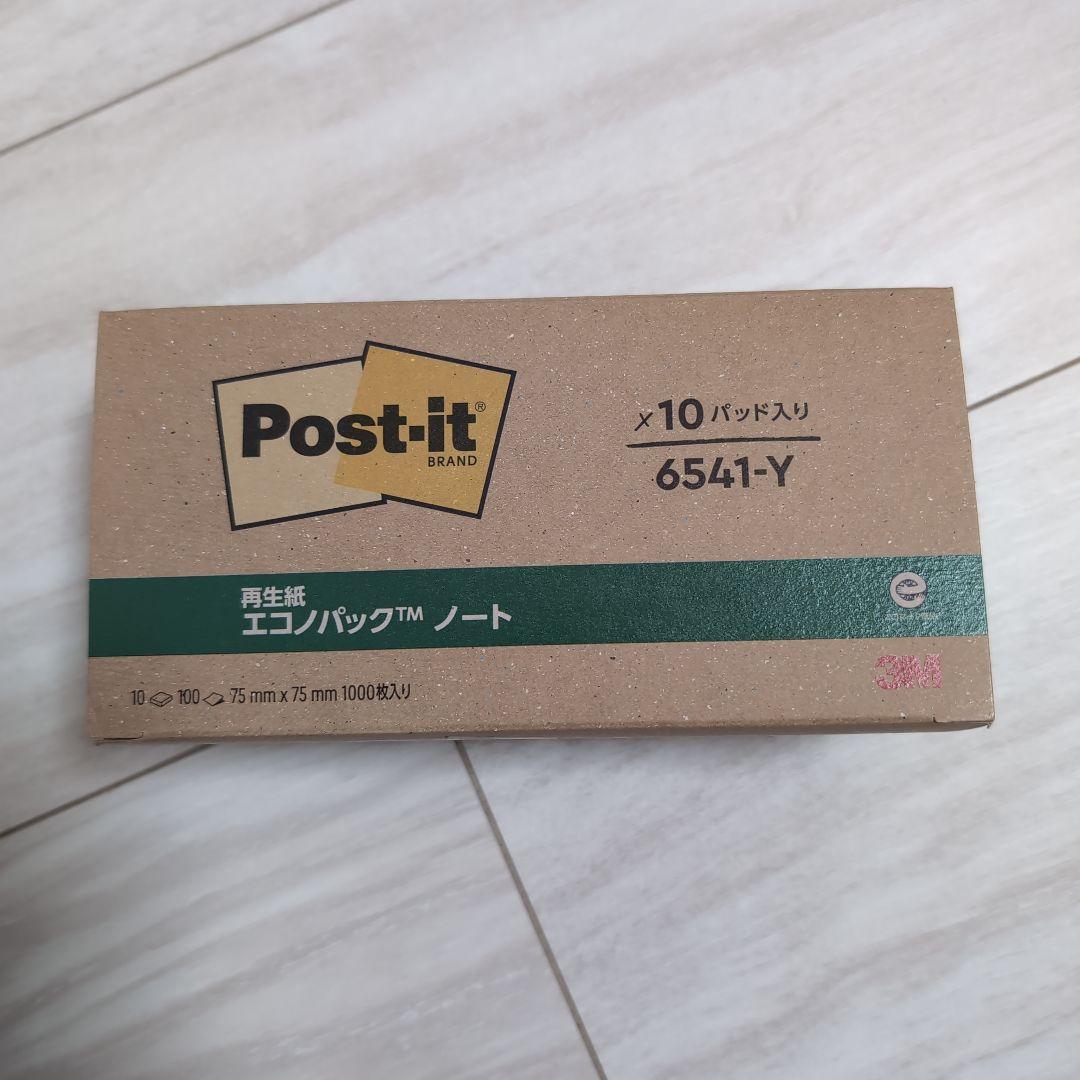 Post-it®
BRAND
x 10 パッド入り
6541-Y
再生紙
エコノパック™ ノート
10 100 75 mm x 75 mm 1000枚入り
3M